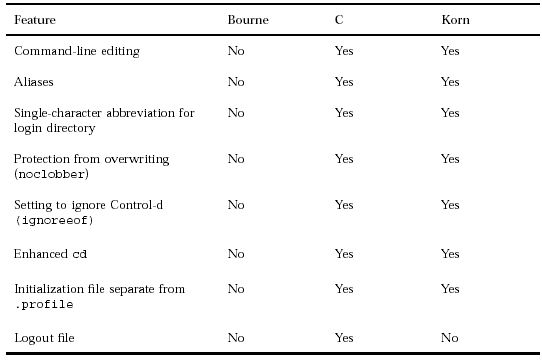 Feature Bourne C Korn
Command-line editing No Yes Yes
Aliases No Yes Yes
Single-character abbreviation for No Yes Yes
login directory
Protection from overwriting No Yes Yes
(noclobber)
Setting to ignore Control-d No Yes Yes
(ignoreeof)
Enhanced cd No Yes Yes
Initialization file separate from No Yes Yes
.profile
Logout file No Yes No